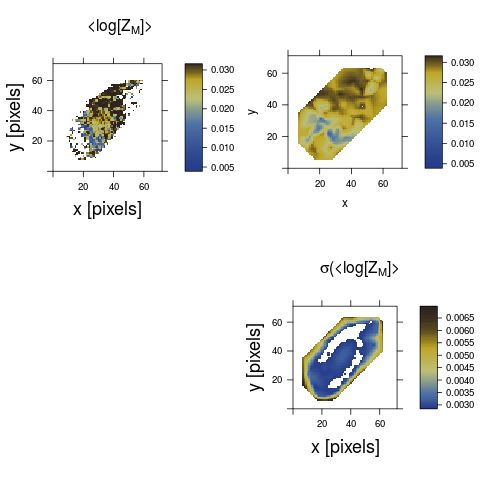 <log[Z_M]>
60
40
20
20 40 60
y [pixels]
x [pixels]
0.030
0.025
0.020
0.015
0.010
0.005
60
40
20
20 40 60
y
x
0.030
0.025
0.020
0.015
0.010
0.005
σ(<log[Z_M]>
60
40
20
20 40 60
y [pixels]
x [pixels]
0.0065
0.0060
0.0055
0.0050
0.0045
0.0040
0.0035
0.0030